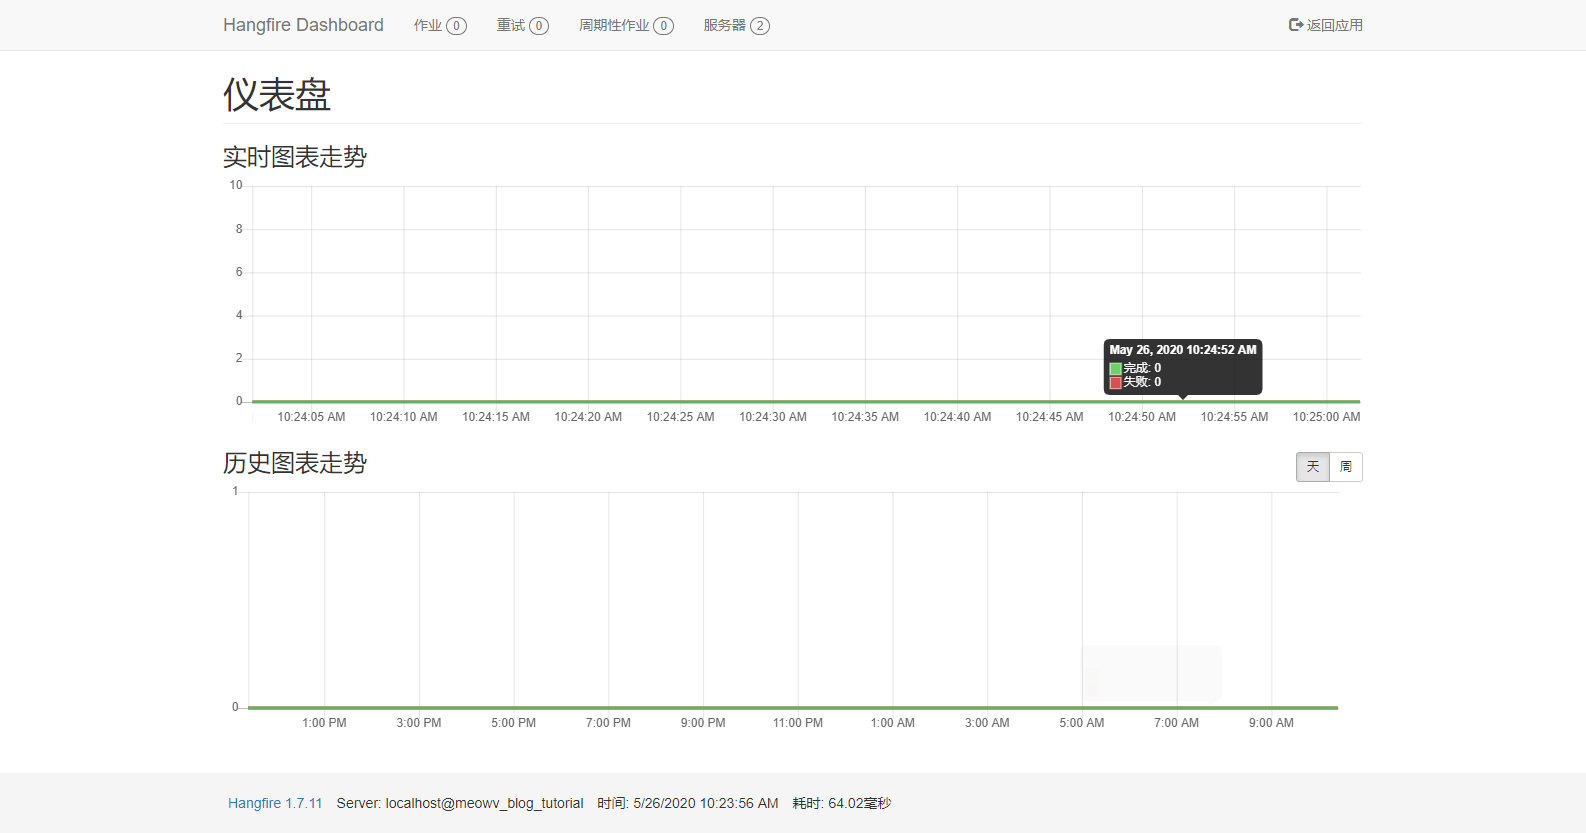 Hangfire Dashboard 作业 0 重试 0 周期性作业 0 服务器 2 返回应用
仪表盘
实时图表走势
10
8
6
4
2
0
May 26, 2020 10:24:52 AM
完成: 0
失败: 0
10:24:05 AM 10:24:10 AM 10:24:15 AM 10:24:20 AM 10:24:25 AM 10:24:30 AM 10:24:35 AM 10:24:40 AM 10:24:45 AM 10:24:50 AM 10:24:55 AM 10:25:00 AM
历史图表走势 天 周
1
0
1:00 PM 3:00 PM 5:00 PM 7:00 PM 9:00 PM 11:00 PM 1:00 AM 3:00 AM 5:00 AM 7:00 AM 9:00 AM
Hangfire 1.7.11 Server: localhost@meowv_blog_tutorial 时间: 5/26/2020 10:23:56 AM 耗时: 64.02毫秒